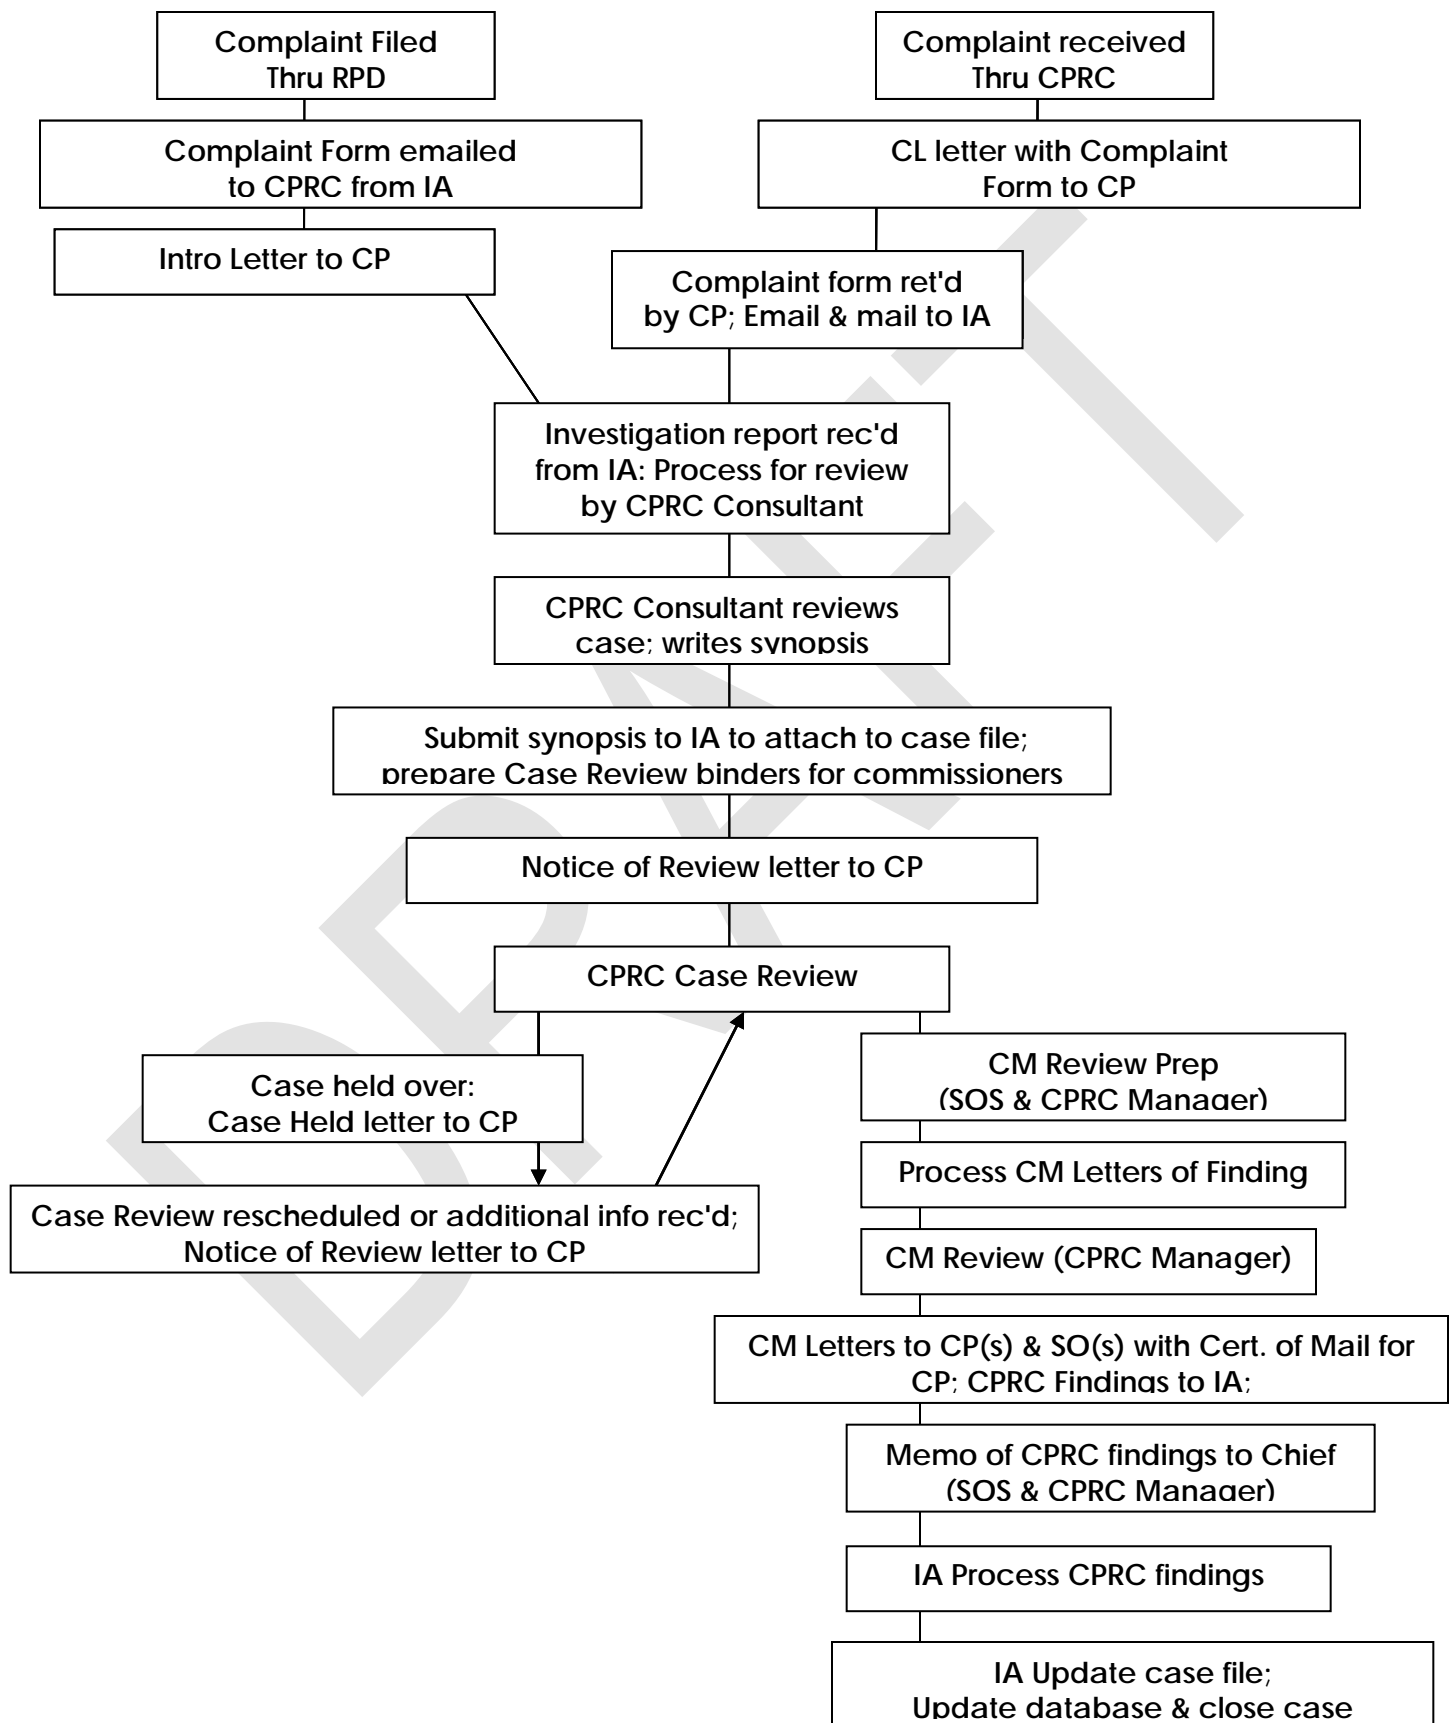 Complaint Filed
Thru RPD
Complaint received
Thru CPRC
Complaint Form emailed
to CPRC from IA
CL letter with Complaint
Form to CP
Intro Letter to CP
Complaint form ret'd
by CP; Email & mail to IA
Investigation report rec'd
from IA: Process for review
by CPRC Consultant
CPRC Consultant reviews
case; writes synopsis
Submit synopsis to IA to attach to case file;
prepare Case Review binders for commissioners
Notice of Review letter to CP
CPRC Case Review
Case held over:
Case Held letter to CP
Case Review rescheduled or additional info rec'd;
Notice of Review letter to CP
CM Review Prep
(SOS & CPRC Manager)
Process CM Letters of Finding
CM Review (CPRC Manager)
CM Letters to CP(s) & SO(s) with Cert. of Mail for
CP; CPRC Findings to IA;
Memo of CPRC findings to Chief
(SOS & CPRC Manager)
IA Process CPRC findings
IA Update case file;
Update database & close case
DRAFT